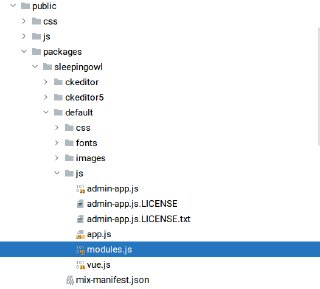 public
css
js
packages
sleepingowl
ckeditor
ckeditor5
default
css
fonts
images
js
admin-app.js
admin-app.js.LICENSE
admin-app.js.LICENSE.txt
app.js
modules.js
vue.js
mix-manifest.json